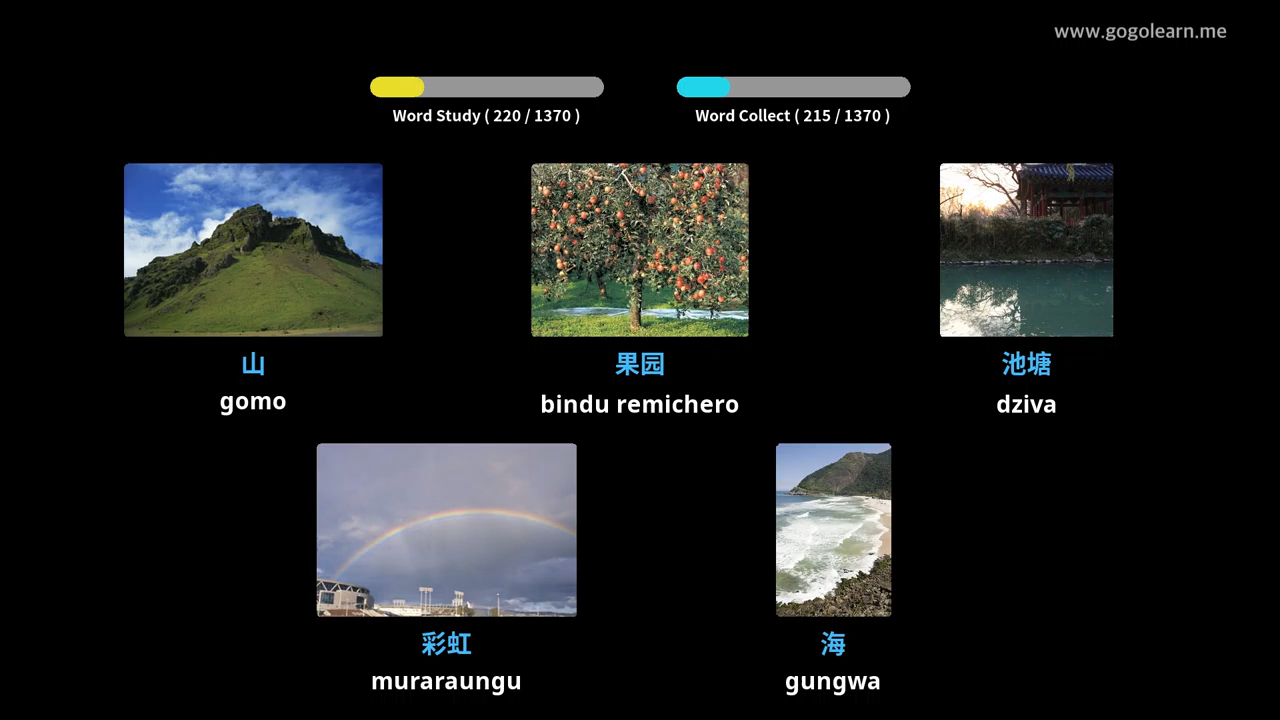 www.gogolearn.me
Word Study ( 220 / 1370 )
Word Collect ( 215 / 1370 )
山
gomo
果园
bindu remichero
池塘
dziva
彩虹
muraraungu
海
gungwa